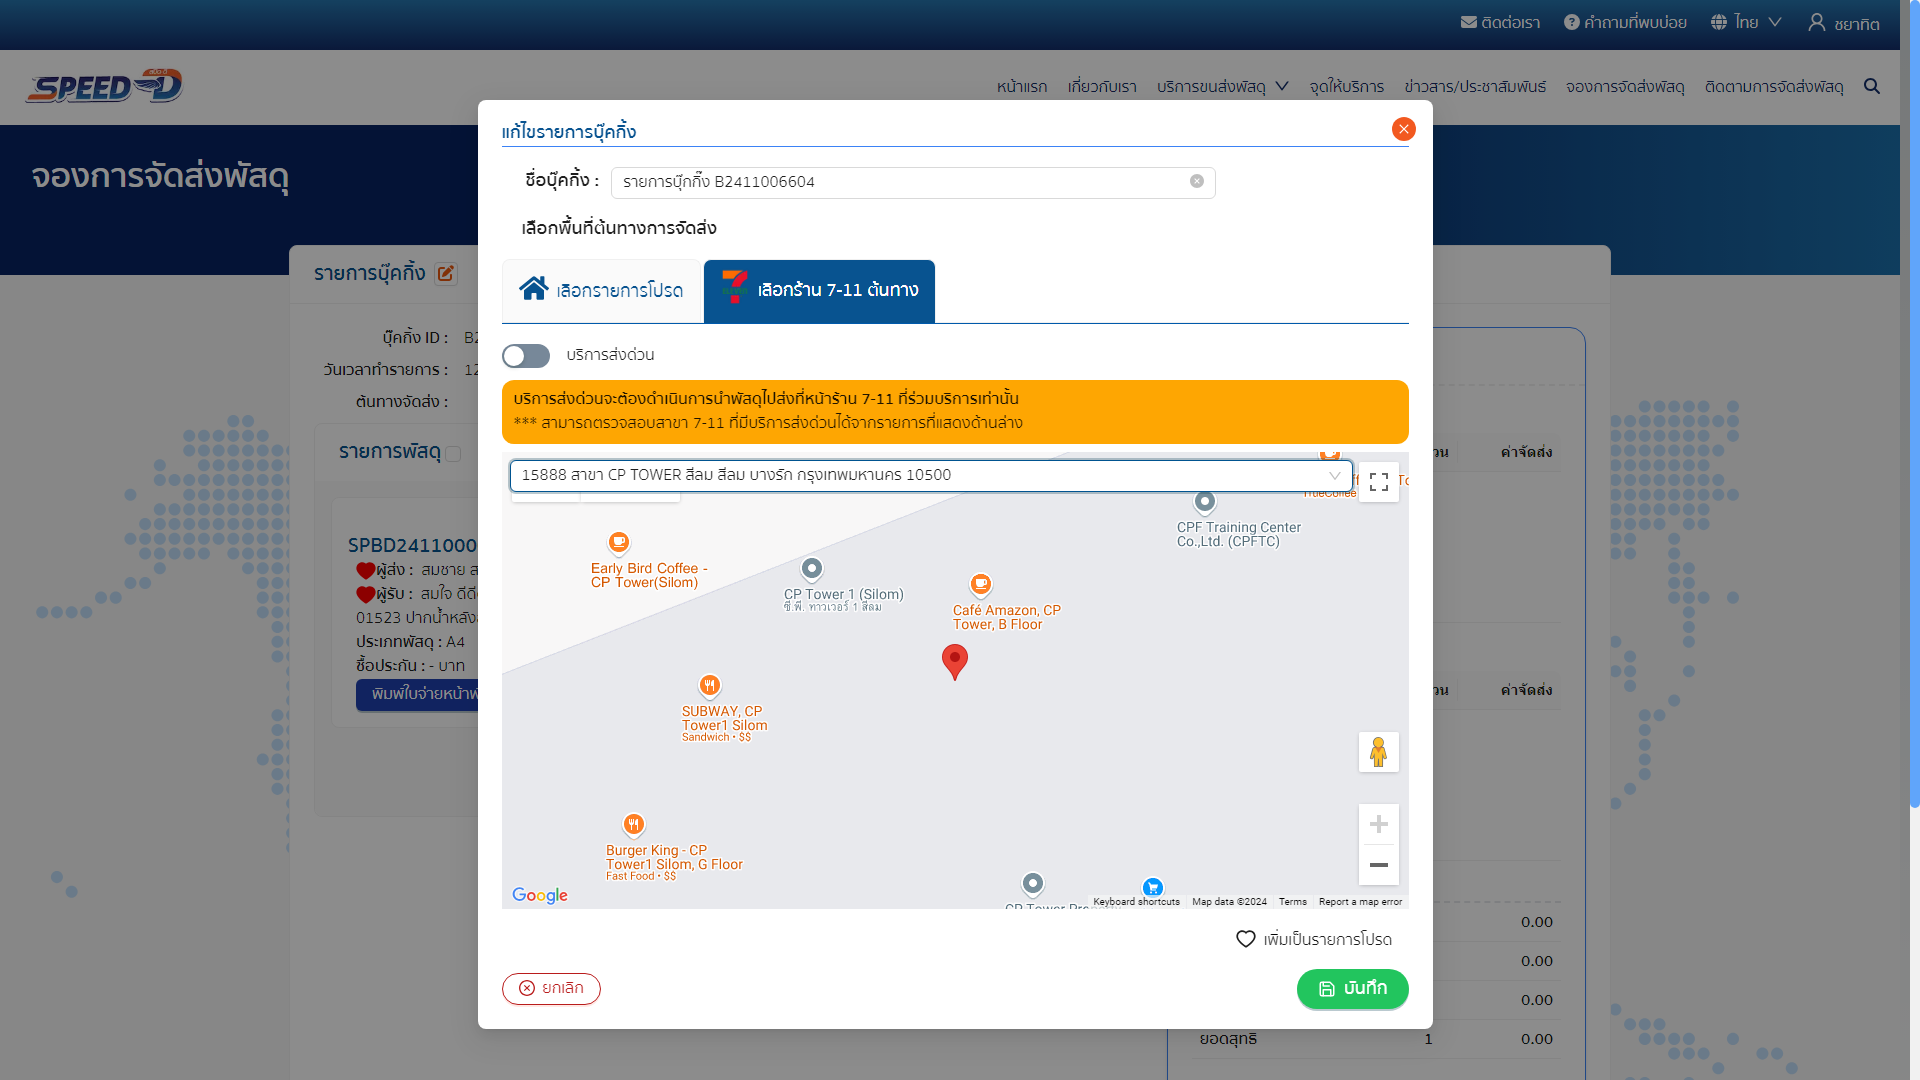 ติดต่อเรา
คำถามที่พบบ่อย
ไทย
ชยาทิต
SPEED-D
หน้าแรก
เกี่ยวกับเรา
บริการขนส่งพัสดุ
จุดให้บริการ
ข่าวสาร/ประชาสัมพันธ์
จองการจัดส่งพัสดุ
ติดตามการจัดส่งพัสดุ
จองการจัดส่งพัสดุ
แก้ไขรายการบุ๊คกิ้ง
ชื่อบุ๊คกิ้ง :
รายการบุ๊กกิ๊ง B2411006604
เลือกพื้นที่ต้นทางการจัดส่ง
เลือกรายการโปรด
เลือกร้าน 7-11 ต้นทาง
บริการส่งด่วน
บริการส่งด่วนจะต้องดำเนินการนำพัสดุไปส่งที่หน้าร้าน 7-11 ที่ร่วมบริการเท่านั้น
*** สามารถตรวจสอบสาขา 7-11 ที่มีบริการส่งด่วนได้จากรายการที่แสดงด้านล่าง
15888 สาขา CP TOWER สีลม สีลม บางรัก กรุงเทพมหานคร 10500
TrueCoffee
CPF Training Center
Co.,Ltd. (CPFTC)
Early Bird Coffee -
CP Tower(Silom)
CP Tower 1 (Silom)
ซี.พี. ทาวเวอร์ 1 สีลม
Café Amazon, CP
Tower, B Floor
SUBWAY, CP
Tower1 Silom
Sandwich • $$
Burger King - CP
Tower1 Silom, G Floor
Fast Food • $$
Google
Keyboard shortcuts
Map data ©2024
Terms
Report a map error
เพิ่มเป็นรายการโปรด
ยกเลิก
บันทึก
รายการบุ๊คกิ้ง
บุ๊คกิ้ง ID :
วันเวลาทำรายการ :
12
ต้นทางจัดส่ง :
รายการพัสดุ
SPBD2411000
ผู้ส่ง : สมชาย ส
ผู้รับ : สมใจ ดีดี
01523 ปากน้ำหลัง
ประเภทพัสดุ : A4
ซื้อประกัน : - บาท
พิมพ์ใบจ่ายหน้าพั
ค่าจัดส่ง
ค่าจัดส่ง
0.00
0.00
0.00
ยอดสุทธิ 1 0.00